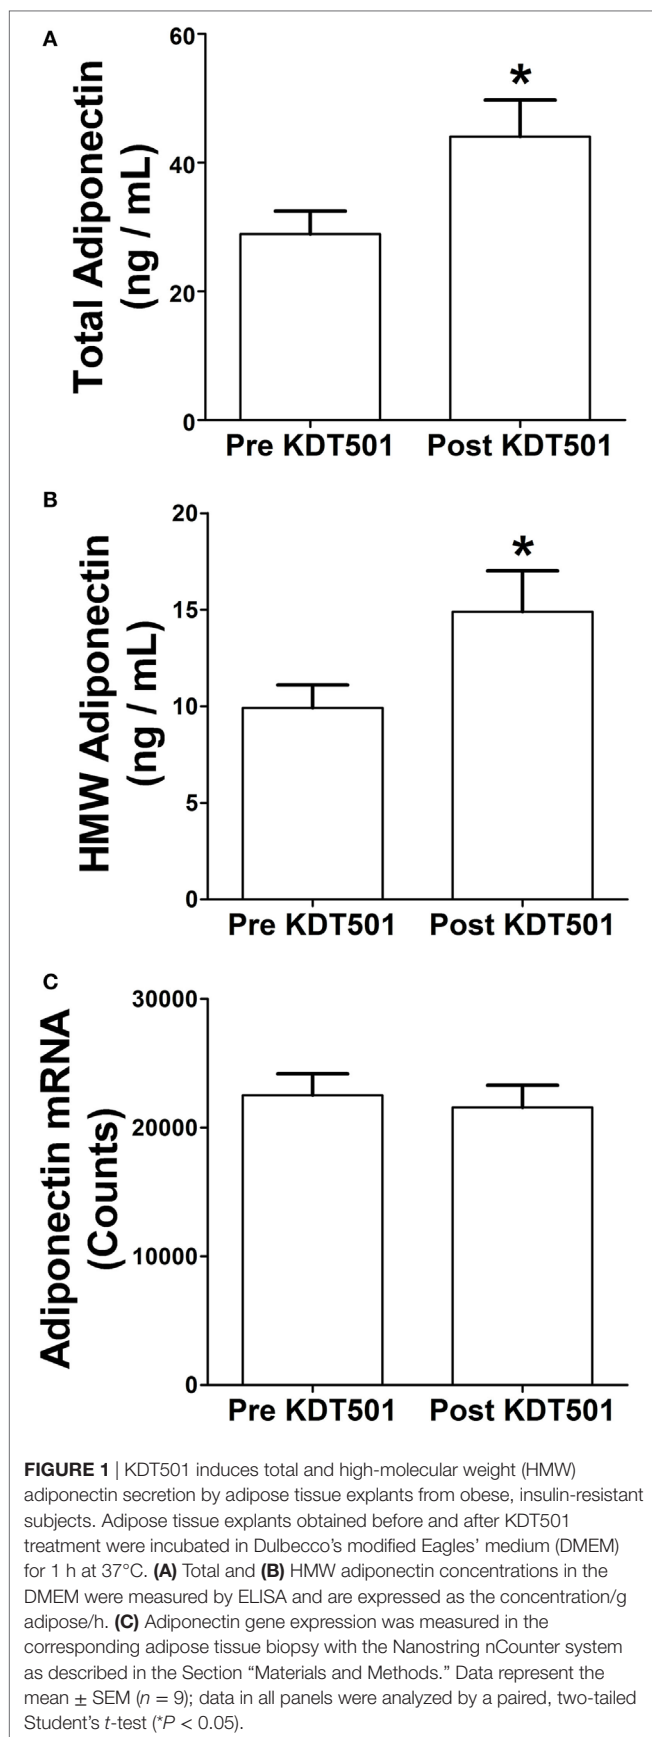 A
Total Adiponectin
(ng / mL)
60
40
20
0
*
Pre KDT501 Post KDT501
B
HMW Adiponectin
(ng / mL)
20
15
10
5
0
*
Pre KDT501 Post KDT501
C
Adiponectin mRNA
(Counts)
30000
20000
10000
0
Pre KDT501 Post KDT501
FIGURE 1 | KDT501 induces total and high-molecular weight (HMW)
adiponectin secretion by adipose tissue explants from obese, insulin-resistant
subjects. Adipose tissue explants obtained before and after KDT501
treatment were incubated in Dulbecco’s modified Eagles’ medium (DMEM)
for 1 h at 37°C. (A) Total and (B) HMW adiponectin concentrations in the
DMEM were measured by ELISA and are expressed as the concentration/g
adipose/h. (C) Adiponectin gene expression was measured in the
corresponding adipose tissue biopsy with the Nanostring nCounter system
as described in the Section “Materials and Methods.” Data represent the
mean ± SEM (n = 9); data in all panels were analyzed by a paired, two-tailed
Student’s t-test (*P < 0.05).